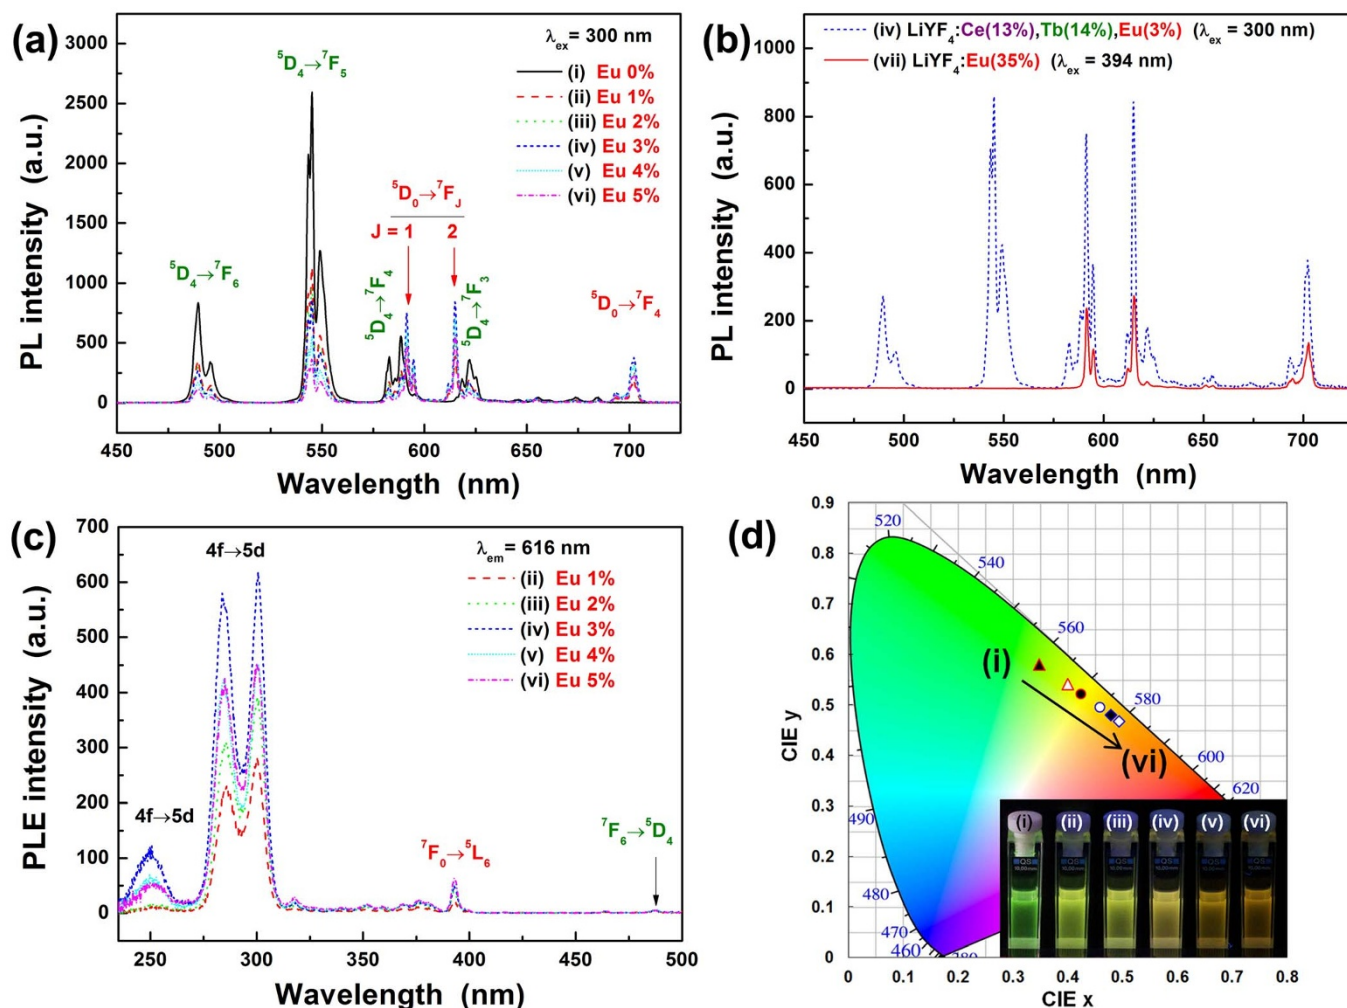 (a)
PL intensity (a.u.)
3000
2500
2000
1500
1000
500
0
⁵D₄→⁷F₅
λex = 300 nm
(i) Eu 0%
(ii) Eu 1%
(iii) Eu 2%
(iv) Eu 3%
(v) Eu 4%
(vi) Eu 5%
⁵D₀→⁷F_J
J = 1
2
⁵D₄→⁷F₆
⁵D₄→⁷F₄
⁵D₄→⁷F₃
⁵D₀→⁷F₄
450 500 550 600 650 700
Wavelength (nm)
(b)
PL intensity (a.u.)
1000
800
600
400
200
0
(iv) LiYF₄:Ce(13%),Tb(14%),Eu(3%) (λex = 300 nm)
(vii) LiYF₄:Eu(35%) (λex = 394 nm)
450 500 550 600 650 700
Wavelength (nm)
(c)
PLE intensity (a.u.)
700
600
500
400
300
200
100
0
4f→5d
λem = 616 nm
(ii) Eu 1%
(iii) Eu 2%
(iv) Eu 3%
(v) Eu 4%
(vi) Eu 5%
4f→5d
⁷F₀→⁵L₆
⁷F₆→⁵D₄
250 300 350 400 450 500
Wavelength (nm)
(d)
CIE y
0.9
0.8
0.7
0.6
0.5
0.4
0.3
0.2
0.1
0
520
540
560
580
600
620
490
480
470
460
380
(i)
(vi)
(i) (ii) (iii) (iv) (v) (vi)
QS QS QS QS QS QS
0 0.1 0.2 0.3 0.4 0.5 0.6 0.7 0.8
CIE x